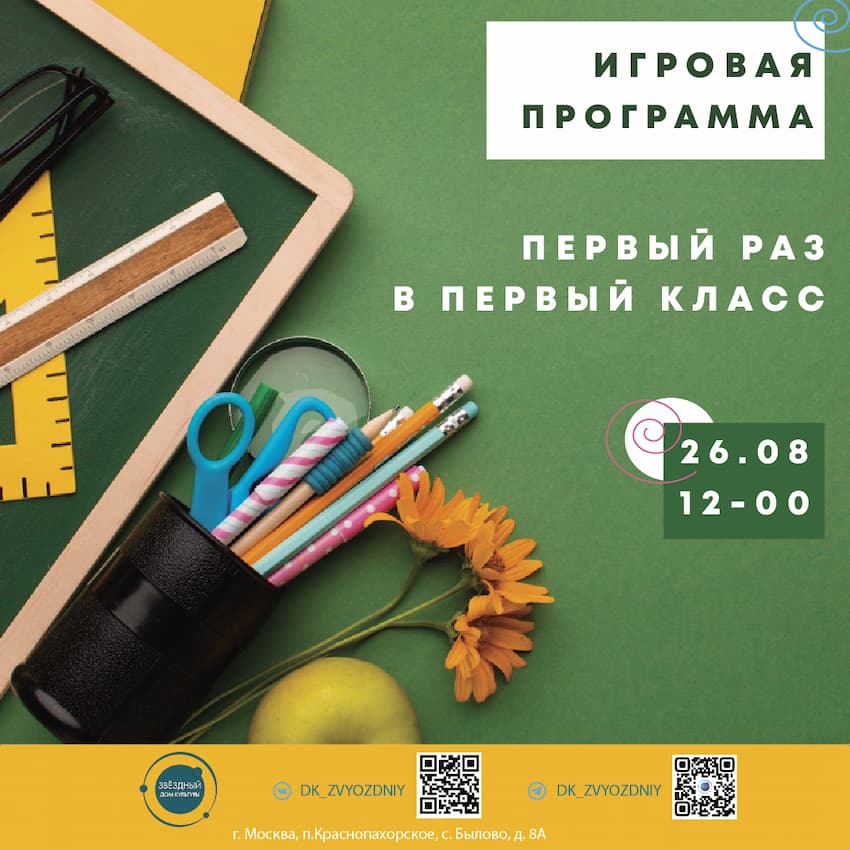 ИГРОВАЯ
ПРОГРАММА
ПЕРВЫЙ РАЗ
В ПЕРВЫЙ КЛАСС
26.08
12-00
ЗВЁЗДНЫЙ
ДОМ КУЛЬТУРЫ
DK_ZVYOZDNIY
DK_ZVYOZDNIY
г. Москва, п.Краснопахорское, с. Былово, д. 8А